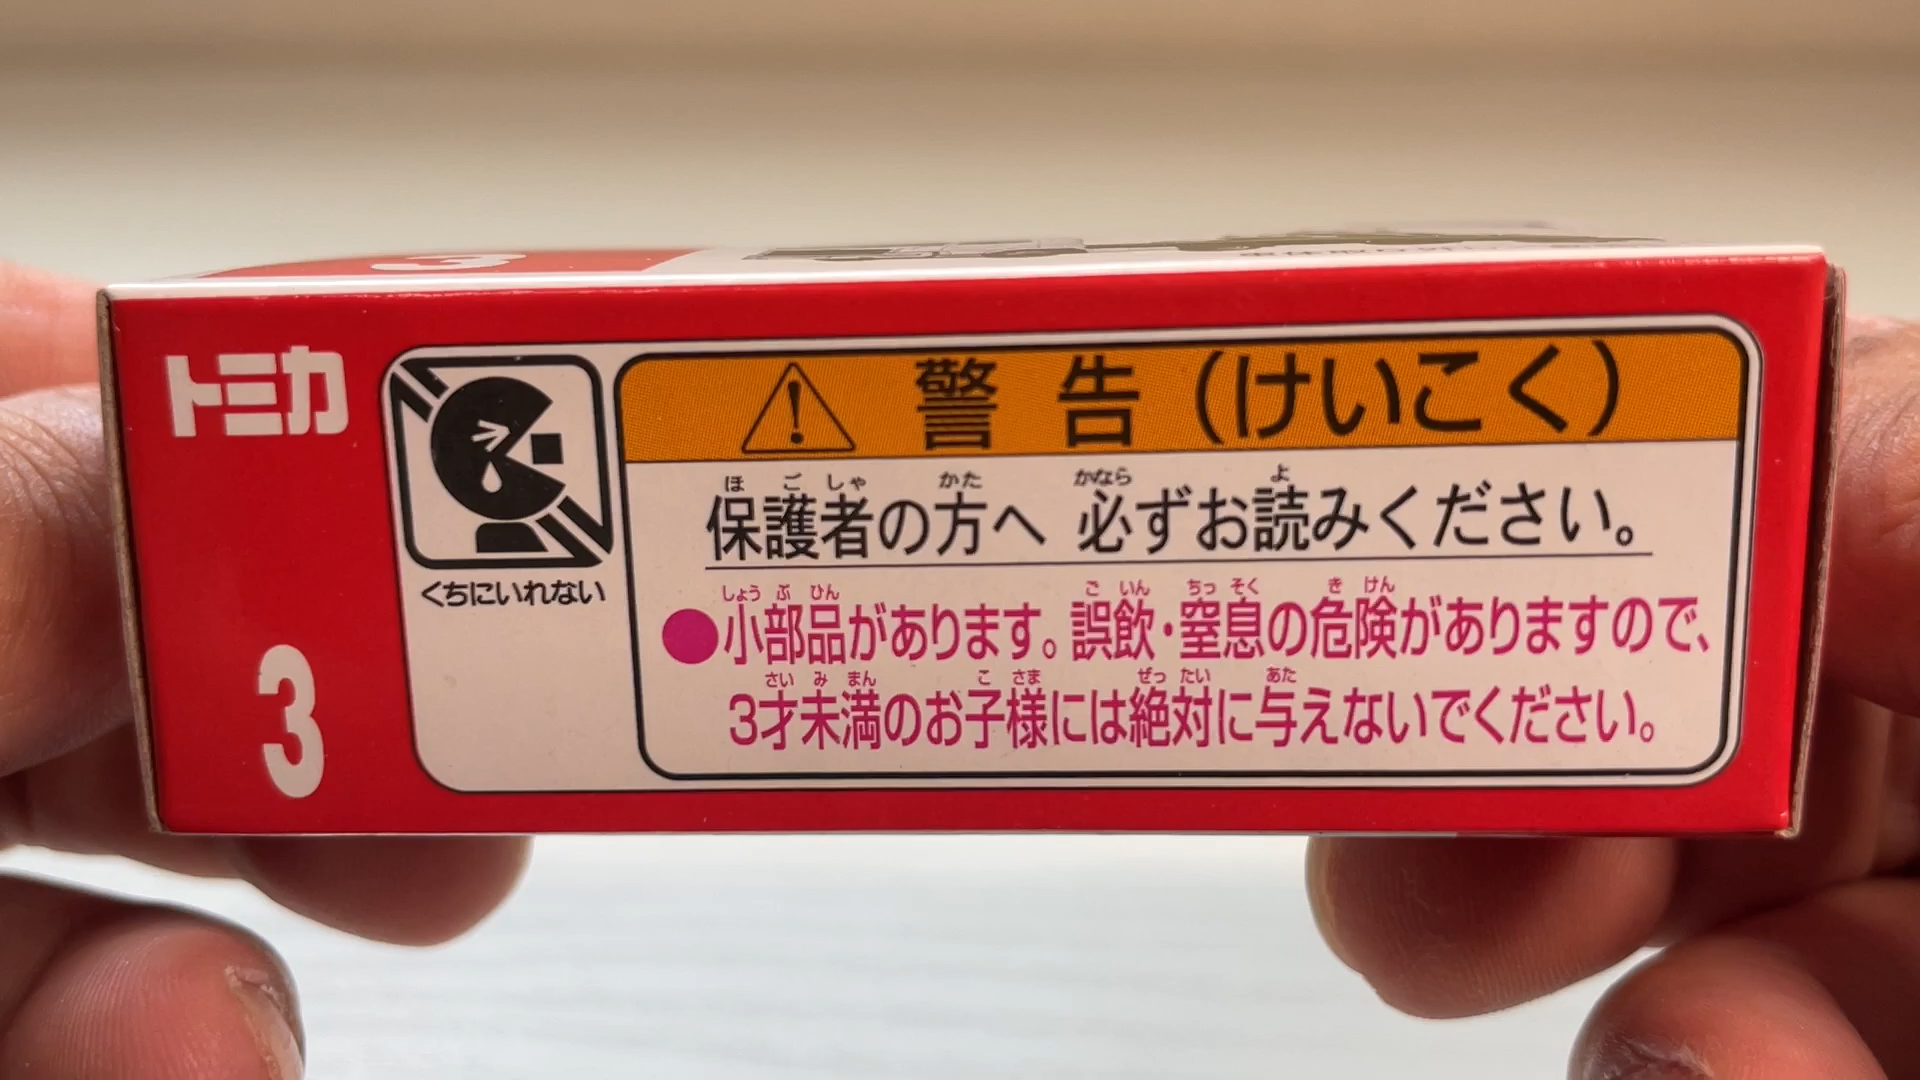 トミカ
3
くちにいれない
警告(けいこく)
ほごしゃ かた かなら よ
保護者の方へ 必ずお読みください。
しょうぶひん ごいん ちっそく きけん
●小部品があります。誤飲・窒息の危険がありますので、
さいみまん こさま ぜったい あた
3才未満のお子様には絶対に与えないでください。